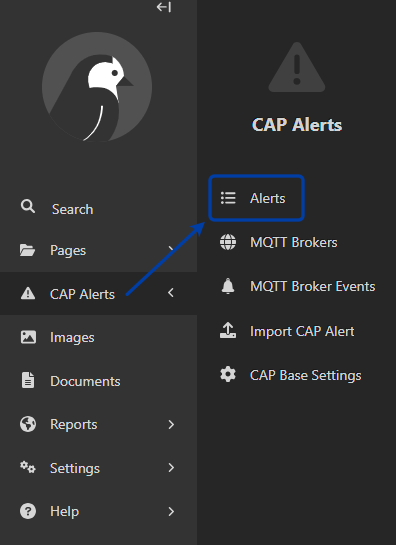 Search
Pages
CAP Alerts
Images
Documents
Reports
Settings
Help
CAP Alerts
Alerts
MQTT Brokers
MQTT Broker Events
Import CAP Alert
CAP Base Settings